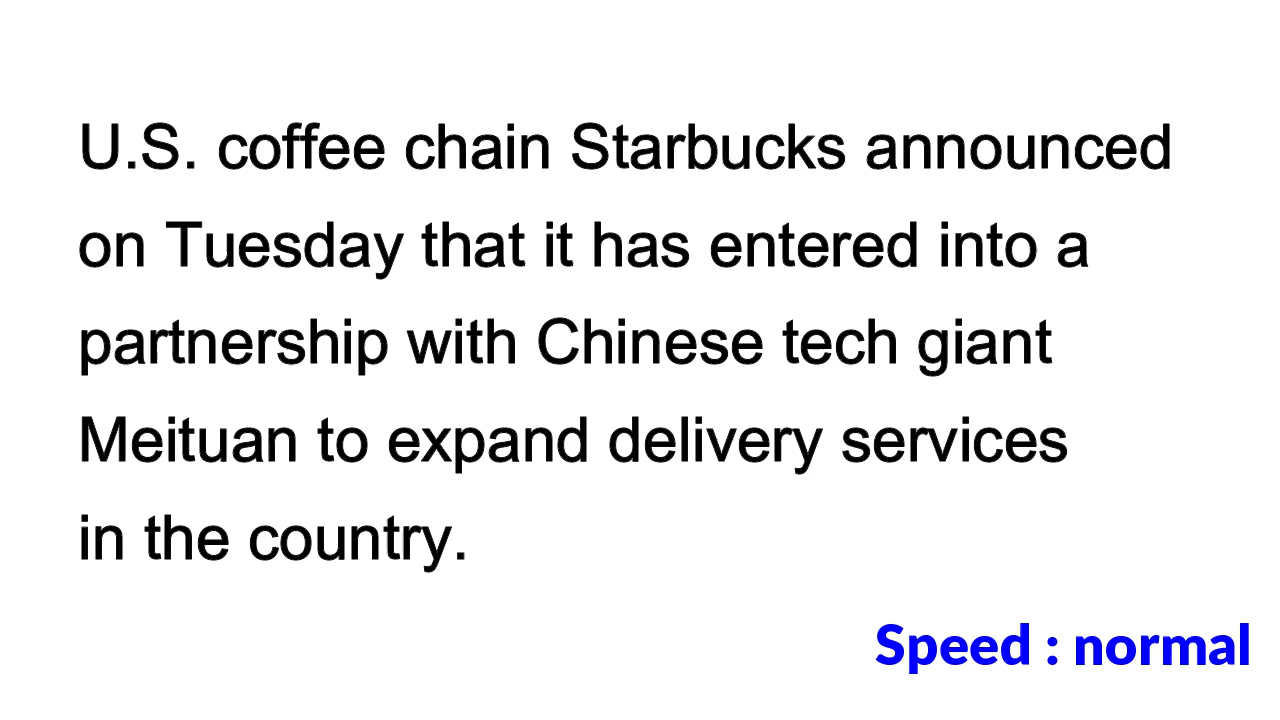 U.S. coffee chain Starbucks announced
on Tuesday that it has entered into a
partnership with Chinese tech giant
Meituan to expand delivery services
in the country.
Speed : normal